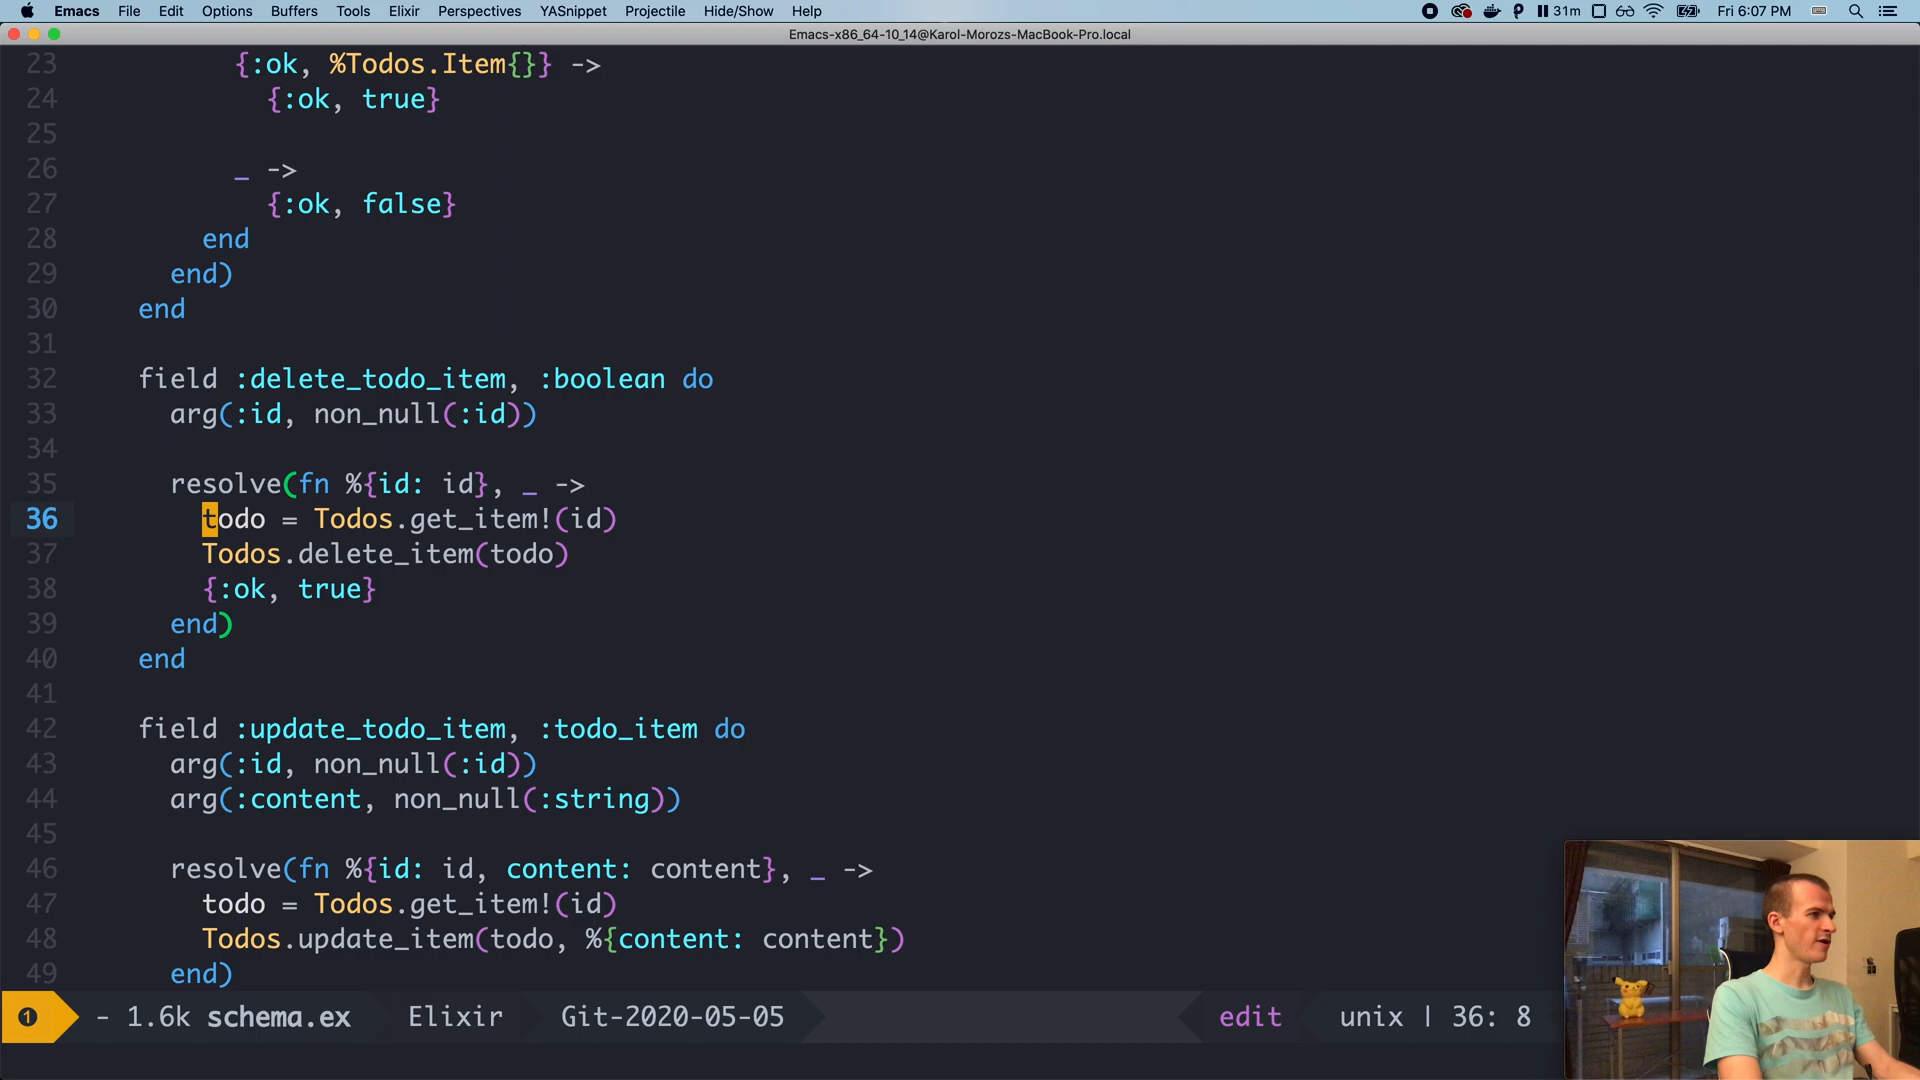 Emacs File Edit Options Buffers Tools Elixir Perspectives YASnippet Projectile Hide/Show Help 31m Fri 6:07 PM
Emacs-x86_64-10_14@Karol-Morozs-MacBook-Pro.local
23 {:ok, %Todos.Item{}} ->
24 {:ok, true}
25
26 _ ->
27 {:ok, false}
28 end
29 end)
30 end
31
32 field :delete_todo_item, :boolean do
33 arg(:id, non_null(:id))
34
35 resolve(fn %{id: id}, _ ->
36 todo = Todos.get_item!(id)
37 Todos.delete_item(todo)
38 {:ok, true}
39 end)
40 end
41
42 field :update_todo_item, :todo_item do
43 arg(:id, non_null(:id))
44 arg(:content, non_null(:string))
45
46 resolve(fn %{id: id, content: content}, _ ->
47 todo = Todos.get_item!(id)
48 Todos.update_item(todo, %{content: content})
49 end)
1 - 1.6k schema.ex Elixir Git-2020-05-05 edit unix | 36: 8